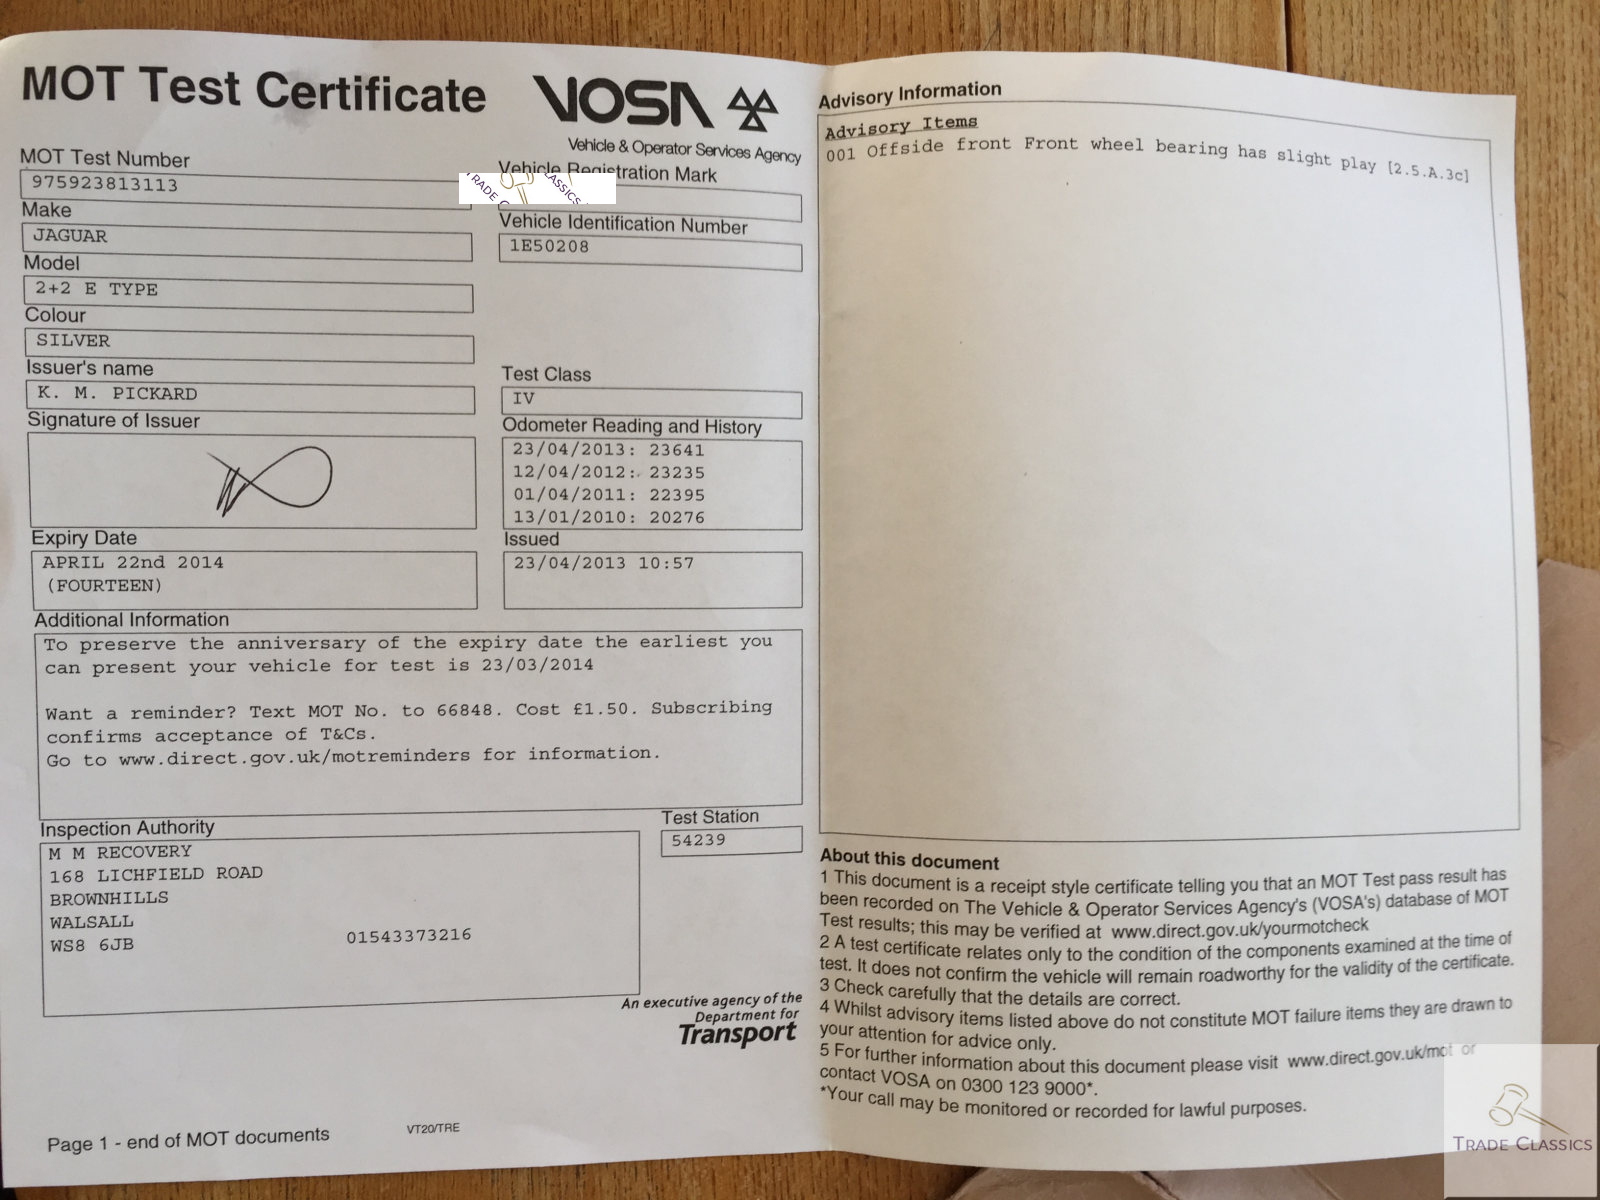 MOT Test Certificate
VOSA
Vehicle & Operator Services Agency
MOT Test Number
975923813113
Vehicle Registration Mark
TRADE CLASSICS
Make
JAGUAR
Vehicle Identification Number
1E50208
Model
2+2 E TYPE
Colour
SILVER
Issuer's name
K. M. PICKARD
Test Class
IV
Signature of Issuer
Odometer Reading and History
23/04/2013: 23641
12/04/2012: 23235
01/04/2011: 22395
13/01/2010: 20276
Expiry Date
APRIL 22nd 2014
(FOURTEEN)
Issued
23/04/2013 10:57
Additional Information
To preserve the anniversary of the expiry date the earliest you
can present your vehicle for test is 23/03/2014
Want a reminder? Text MOT No. to 66848. Cost £1.50. Subscribing
confirms acceptance of T&Cs.
Go to www.direct.gov.uk/motreminders for information.
Inspection Authority
M M RECOVERY
168 LICHFIELD ROAD
BROWNHILLS
WALSALL
WS8 6JB 01543373216
Test Station
54239
An executive agency of the
Department for
Transport
Page 1 - end of MOT documents
VT20/TRE
Advisory Information
Advisory Items
001 Offside front Front wheel bearing has slight play [2.5.A.3c]
About this document
1 This document is a receipt style certificate telling you that an MOT Test pass result has
been recorded on The Vehicle & Operator Services Agency's (VOSA's) database of MOT
Test results; this may be verified at www.direct.gov.uk/yourmotcheck
2 A test certificate relates only to the condition of the components examined at the time of
test. It does not confirm the vehicle will remain roadworthy for the validity of the certificate.
3 Check carefully that the details are correct.
4 Whilst advisory items listed above do not constitute MOT failure items they are drawn to
your attention for advice only.
5 For further information about this document please visit www.direct.gov.uk/mot or
contact VOSA on 0300 123 9000*.
*Your call may be monitored or recorded for lawful purposes.
TRADE CLASSICS